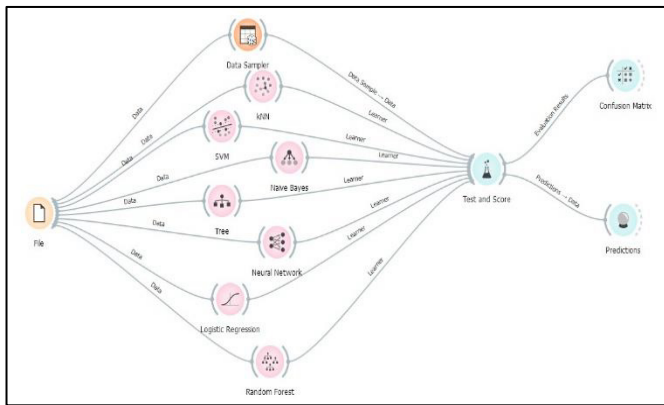 Data Sampler
Data
Data Sample → Data
kNN
Data
Learner
SVM
Data
Learner
Naive Bayes
Data
Learner
Tree
Data
Learner
Neural Network
Data
Learner
Logistic Regression
Data
Learner
Random Forest
Data
Learner
File
Test and Score
Evaluation Results
Confusion Matrix
Predictions → Data
Predictions